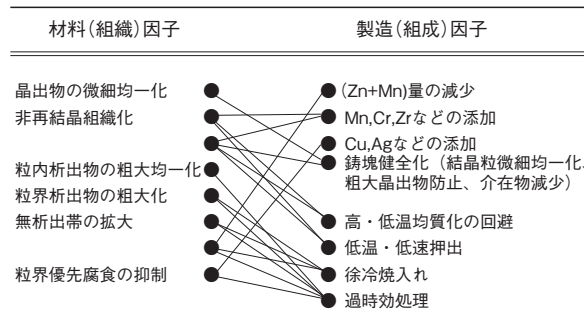 材料（組織）因子
製造（組成）因子
晶出物の微細均一化
非再結晶組織化
粒内析出物の粗大均一化
粒界析出物の粗大化
無析出帯の拡大
粒界優先腐食の抑制
(Zn+Mn)量の減少
Mn,Cr,Zrなどの添加
Cu,Agなどの添加
鋳塊健全化（結晶粒微細均一化、
粗大晶出物防止、介在物減少）
高・低温均質化の回避
低温・低速押出
徐冷焼入れ
過時効処理